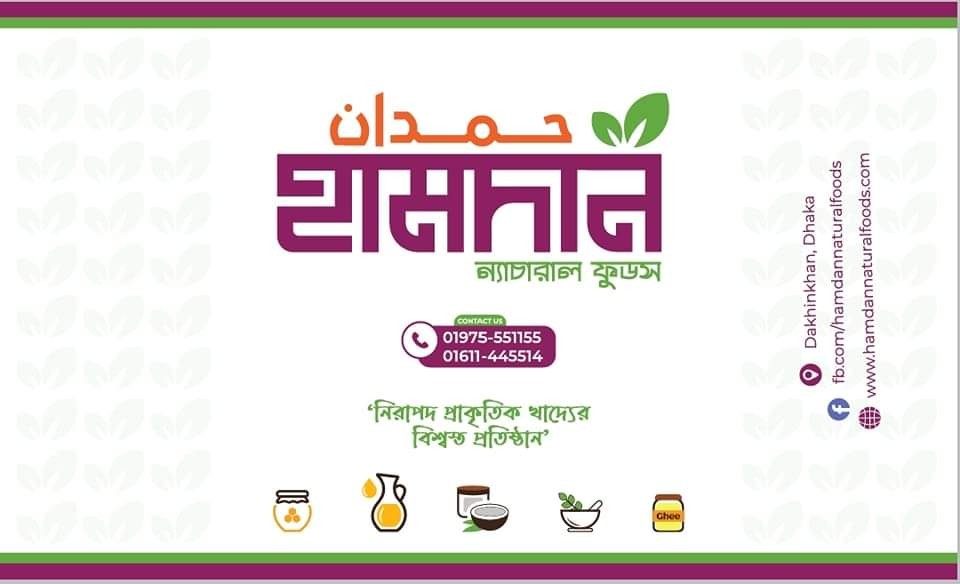 حمدان
হামদান
ন্যাচারাল ফুডস
CONTACT US
01975-551155
01611-445514
‘নিরাপদ প্রাকৃতিক খাদ্যের
বিশ্বস্ত প্রতিষ্ঠান’
Ghee
Dakhinkhan, Dhaka
fb.com/hamdannaturalfoods
www.hamdannaturalfoods.com